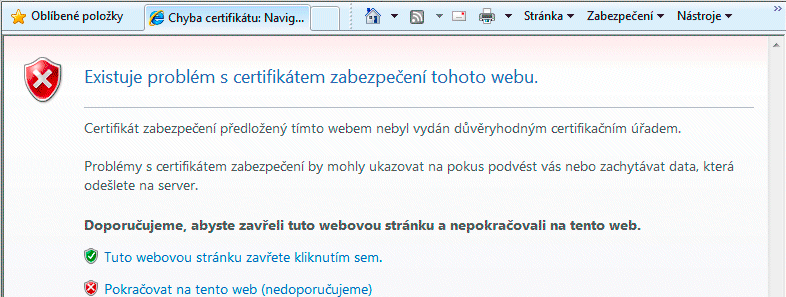 Oblíbené položky
Chyba certifikátu: Navig...
Stránka
Zabezpečení
Nástroje
»
Existuje problém s certifikátem zabezpečení tohoto webu.
Certifikát zabezpečení předložený tímto webem nebyl vydán důvěryhodným certifikačním úřadem.
Problémy s certifikátem zabezpečení by mohly ukazovat na pokus podvést vás nebo zachytávat data, která
odešlete na server.
Doporučujeme, abyste zavřeli tuto webovou stránku a nepokračovali na tento web.
Tuto webovou stránku zavřete kliknutím sem.
Pokračovat na tento web (nedoporučujeme)